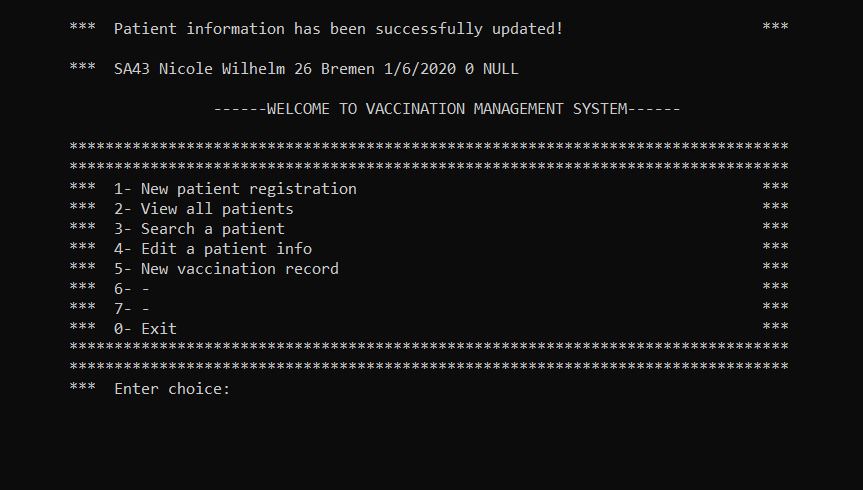 *** Patient information has been successfully updated! ***
*** SA43 Nicole Wilhelm 26 Bremen 1/6/2020 0 NULL
------WELCOME TO VACCINATION MANAGEMENT SYSTEM------
********************************************************************************
********************************************************************************
*** 1- New patient registration ***
*** 2- View all patients ***
*** 3- Search a patient ***
*** 4- Edit a patient info ***
*** 5- New vaccination record ***
*** 6- - ***
*** 7- - ***
*** 0- Exit ***
********************************************************************************
********************************************************************************
*** Enter choice: